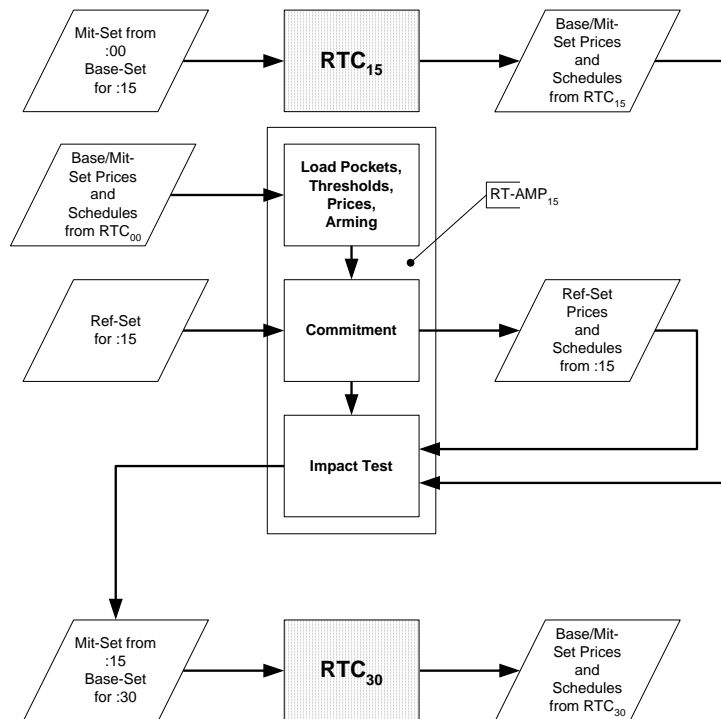 Mit-Set from
:00
Base-Set
for :15
RTC15
Base/Mit-
Set Prices
and
Schedules
from RTC15
Base/Mit-
Set Prices
and
Schedules
from RTC00
Load Pockets,
Thresholds,
Prices,
Arming
RT-AMP15
Ref-Set
for :15
Commitment
Ref-Set
Prices
and
Schedules
from :15
Impact Test
Mit-Set from
:15
Base-Set
for :30
RTC30
Base/Mit-
Set Prices
and
Schedules
from RTC30